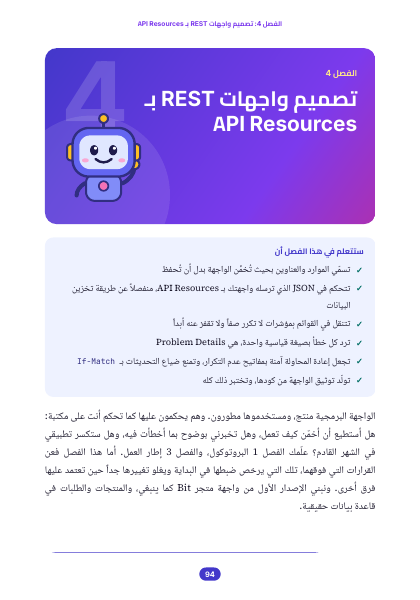 الفصل 4: تصميم واجهات REST بـ API Resources
4
الفصل 4
تصميم واجهات REST بـ
API Resources
ستتعلم في هذا الفصل أن
✓ تسمّي الموارد والعناوين بحيث تُخمَّن الواجهة بدل أن تُحفظ
✓ تتحكم في JSON الذي ترسله واجهتك بـ API Resources، منفصلاً عن طريقة تخزين
البيانات
✓ تتنقل في القوائم بمؤشرات لا تكرر صفاً ولا تقفز عنه أبداً
✓ ترد كل خطأ بصيغة قياسية واحدة، هي Problem Details
✓ تجعل إعادة المحاولة آمنة بمفاتيح عدم التكرار، وتمنع ضياع التحديثات بـ If-Match
✓ تولّد توثيق الواجهة من كودها، وتختبر ذلك كله
الواجهة البرمجية منتج، ومستخدموها مطورون. وهم يحكمون عليها كما تحكم أنت على مكتبة:
هل أستطيع أن أخمّن كيف تعمل، وهل تخبرني بوضوح بما أخطأت فيه، وهل ستكسر تطبيقي
في الشهر القادم؟ علّمك الفصل 1 البروتوكول، والفصل 3 إطار العمل. أما هذا الفصل فعن
القرارات التي فوقهما، تلك التي يرخص ضبطها في البداية ويغلو تغييرها جداً حين تعتمد عليها
فرق أخرى. ونبني الإصدار الأول من واجهة متجر Bit كما ينبغي، والمنتجات والطلبات في
قاعدة بيانات حقيقية.
94